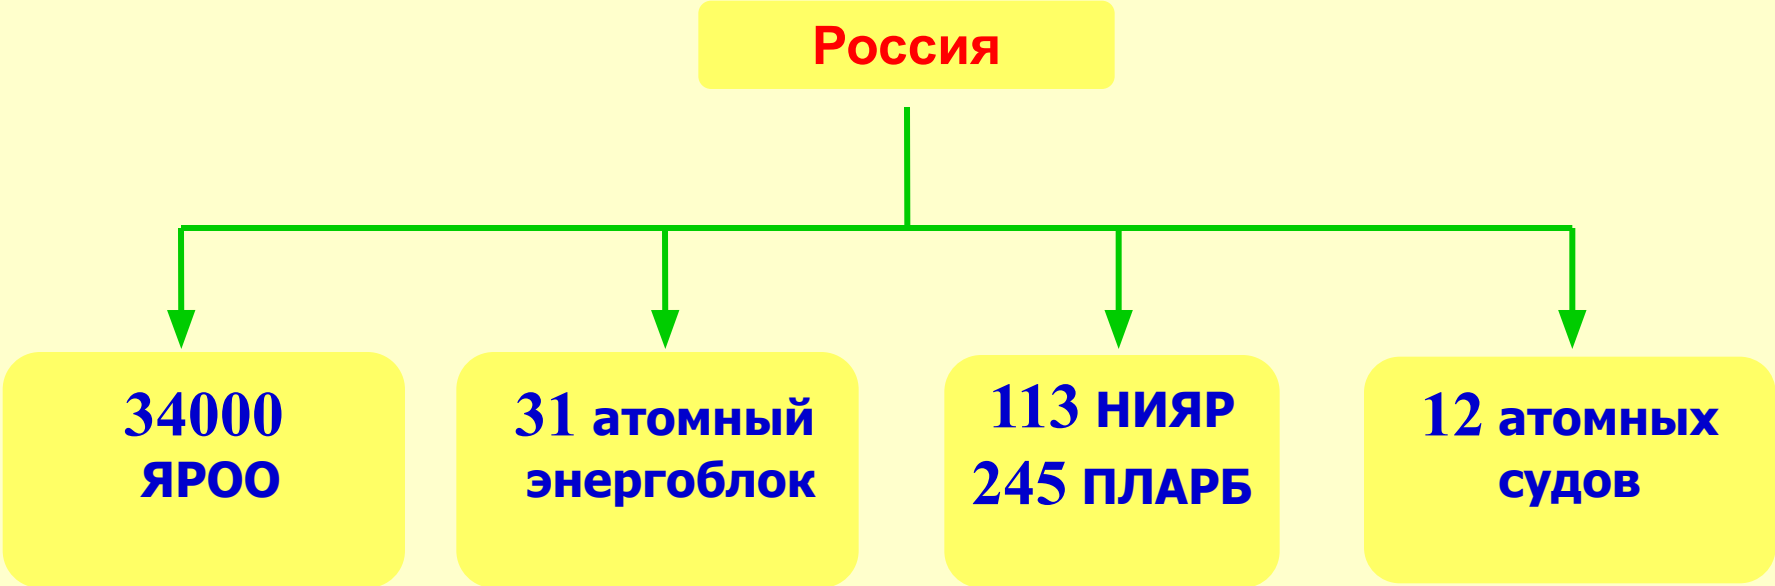 Россия
34000
ЯРОО
31 атомный
энергоблок
113 НИЯР
245 ПЛАРБ
12 атомных
судов